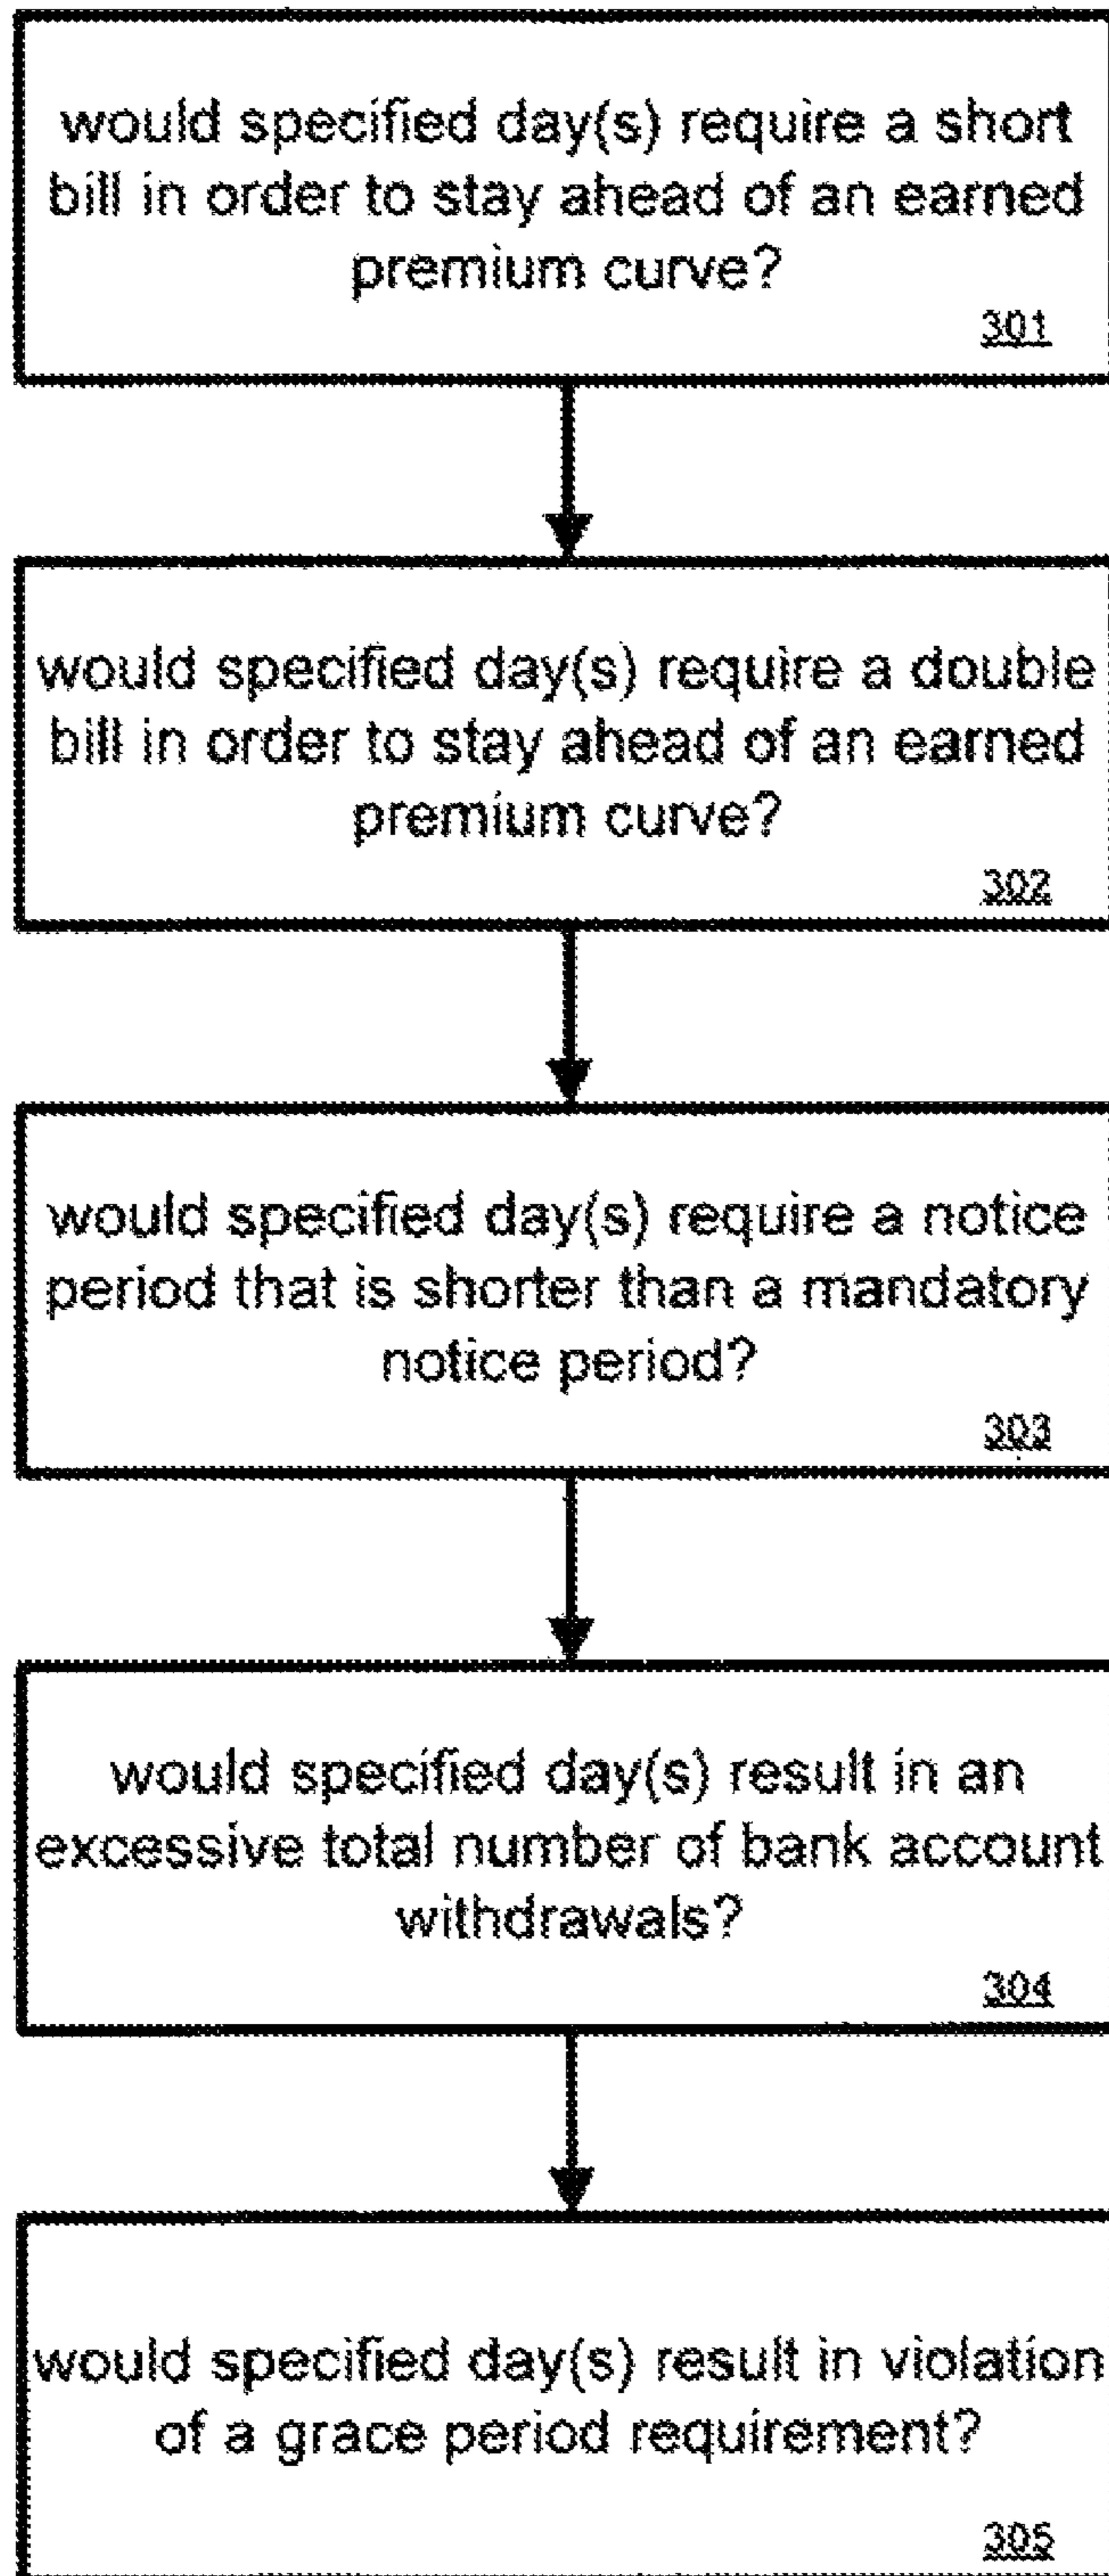 would specified day(s) require a short
bill in order to stay ahead of an earned
premium curve?
301
would specified day(s) require a double
bill in order to stay ahead of an earned
premium curve?
302
would specified day(s) require a notice
period that is shorter than a mandatory
notice period?
303
would specified day(s) result in an
excessive total number of bank account
withdrawals?
304
would specified day(s) result in violation
of a grace period requirement?
305